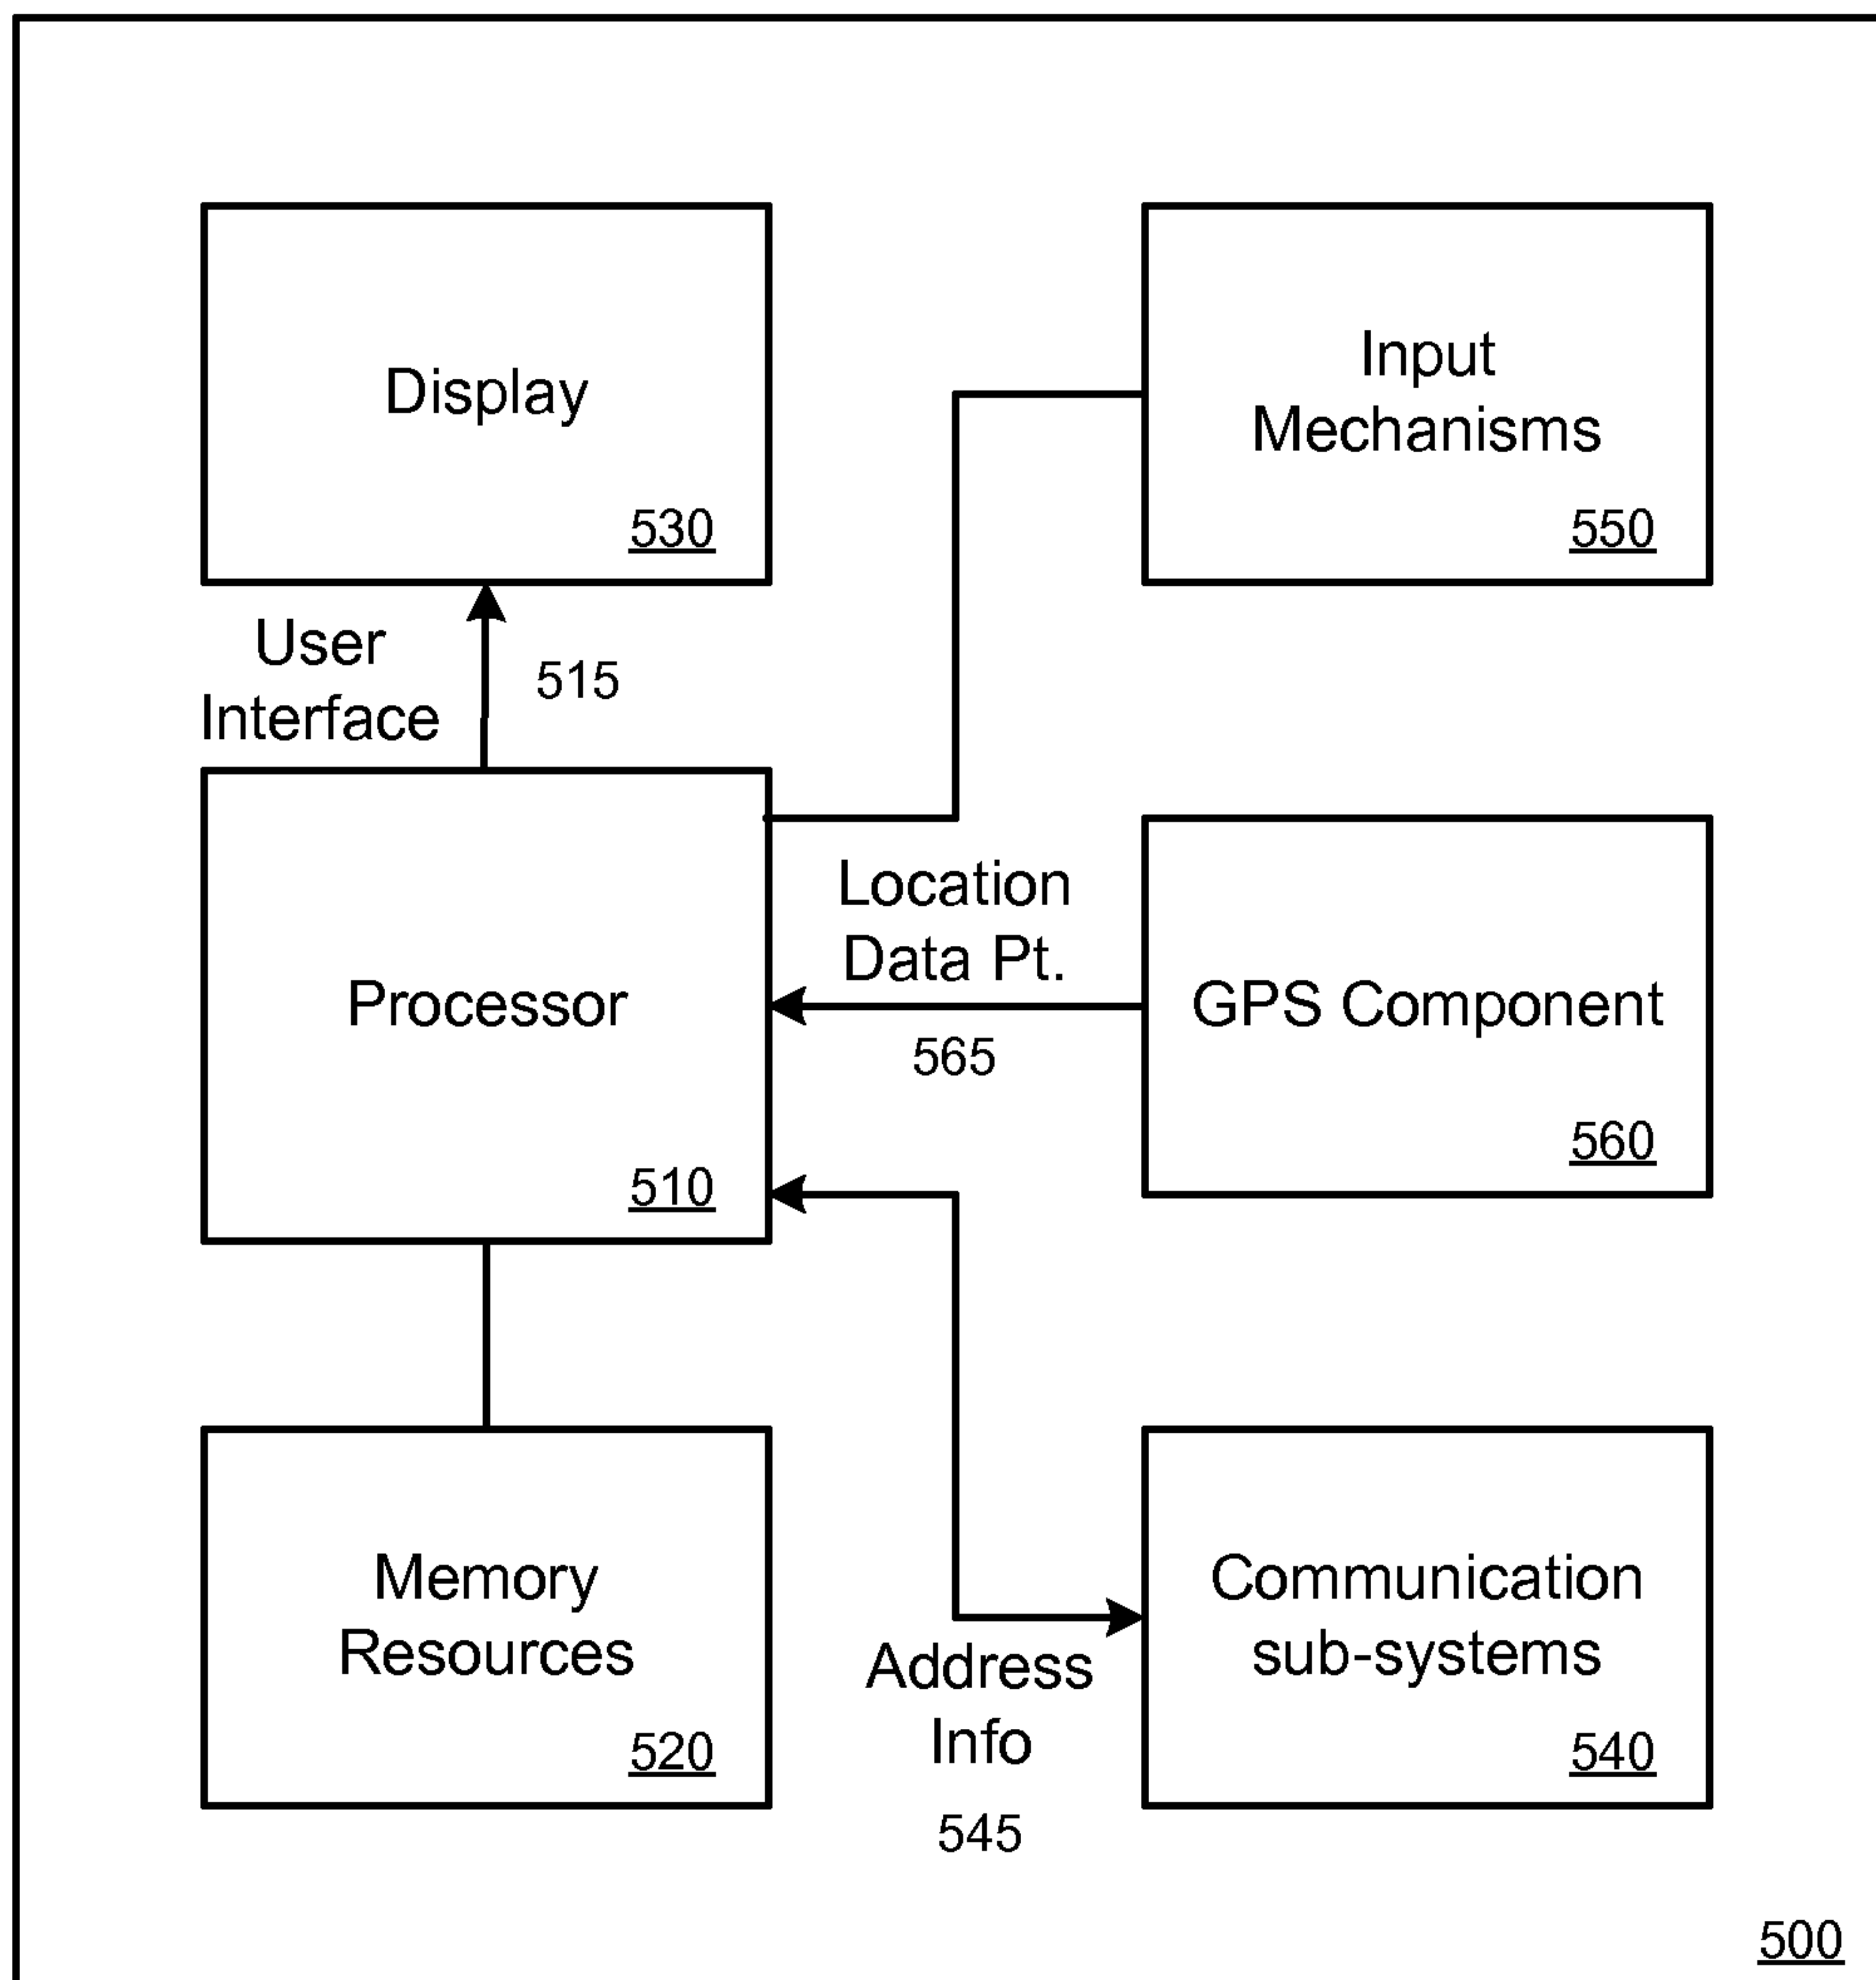 Display
530
Input
Mechanisms
550
User
Interface
515
Processor
510
Location
Data Pt.
565
GPS Component
560
Memory
Resources
520
Address
Info
545
Communication
sub-systems
540
500